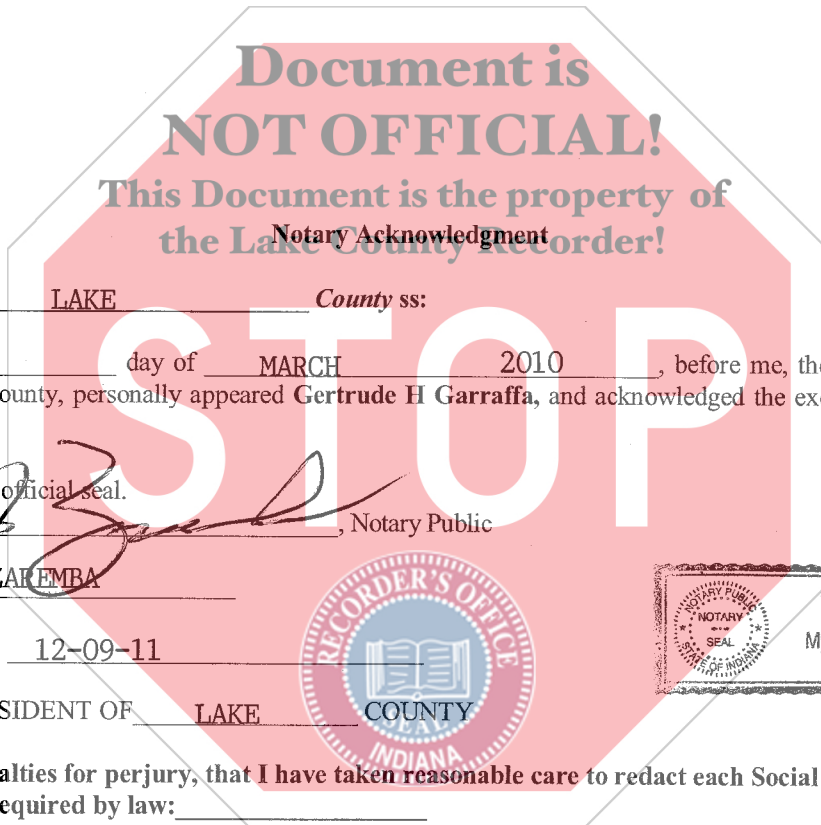 Document is
NOT OFFICIAL!
This Document is the property of
the Lake County Recorder!
Notary Acknowledgment
LAKE County ss:
day of MARCH 2010, before me, the
ounty, personally appeared Gertrude H Garraffa, and acknowledged the exe
official seal.
, Notary Public
ZAREMBA
12-09-11
SIDENT OF LAKE COUNTY
alties for perjury, that I have taken reasonable care to redact each Social
equired by law:
STOP
RECORDER'S OFFICE
SEAL
INDIANA
NOTARY PUBLIC
NOTARY
SEAL
STATE OF INDIANA
M